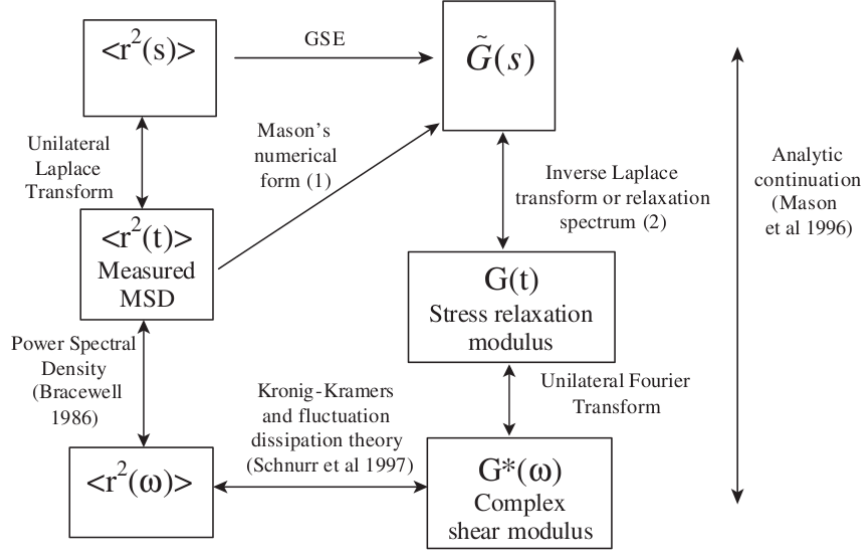 <r²(s)>
GSE
G̃(s)
Unilateral
Laplace
Transform
Mason's
numerical
form (1)
Inverse Laplace
transform or relaxation
spectrum (2)
Analytic
continuation
(Mason
et al 1996)
<r²(t)>
Measured
MSD
G(t)
Stress relaxation
modulus
Power Spectral
Density
(Bracewell
1986)
Kronig-Kramers
and fluctuation
dissipation theory
(Schnurr et al 1997)
Unilateral Fourier
Transform
<r²(ω)>
G*(ω)
Complex
shear modulus